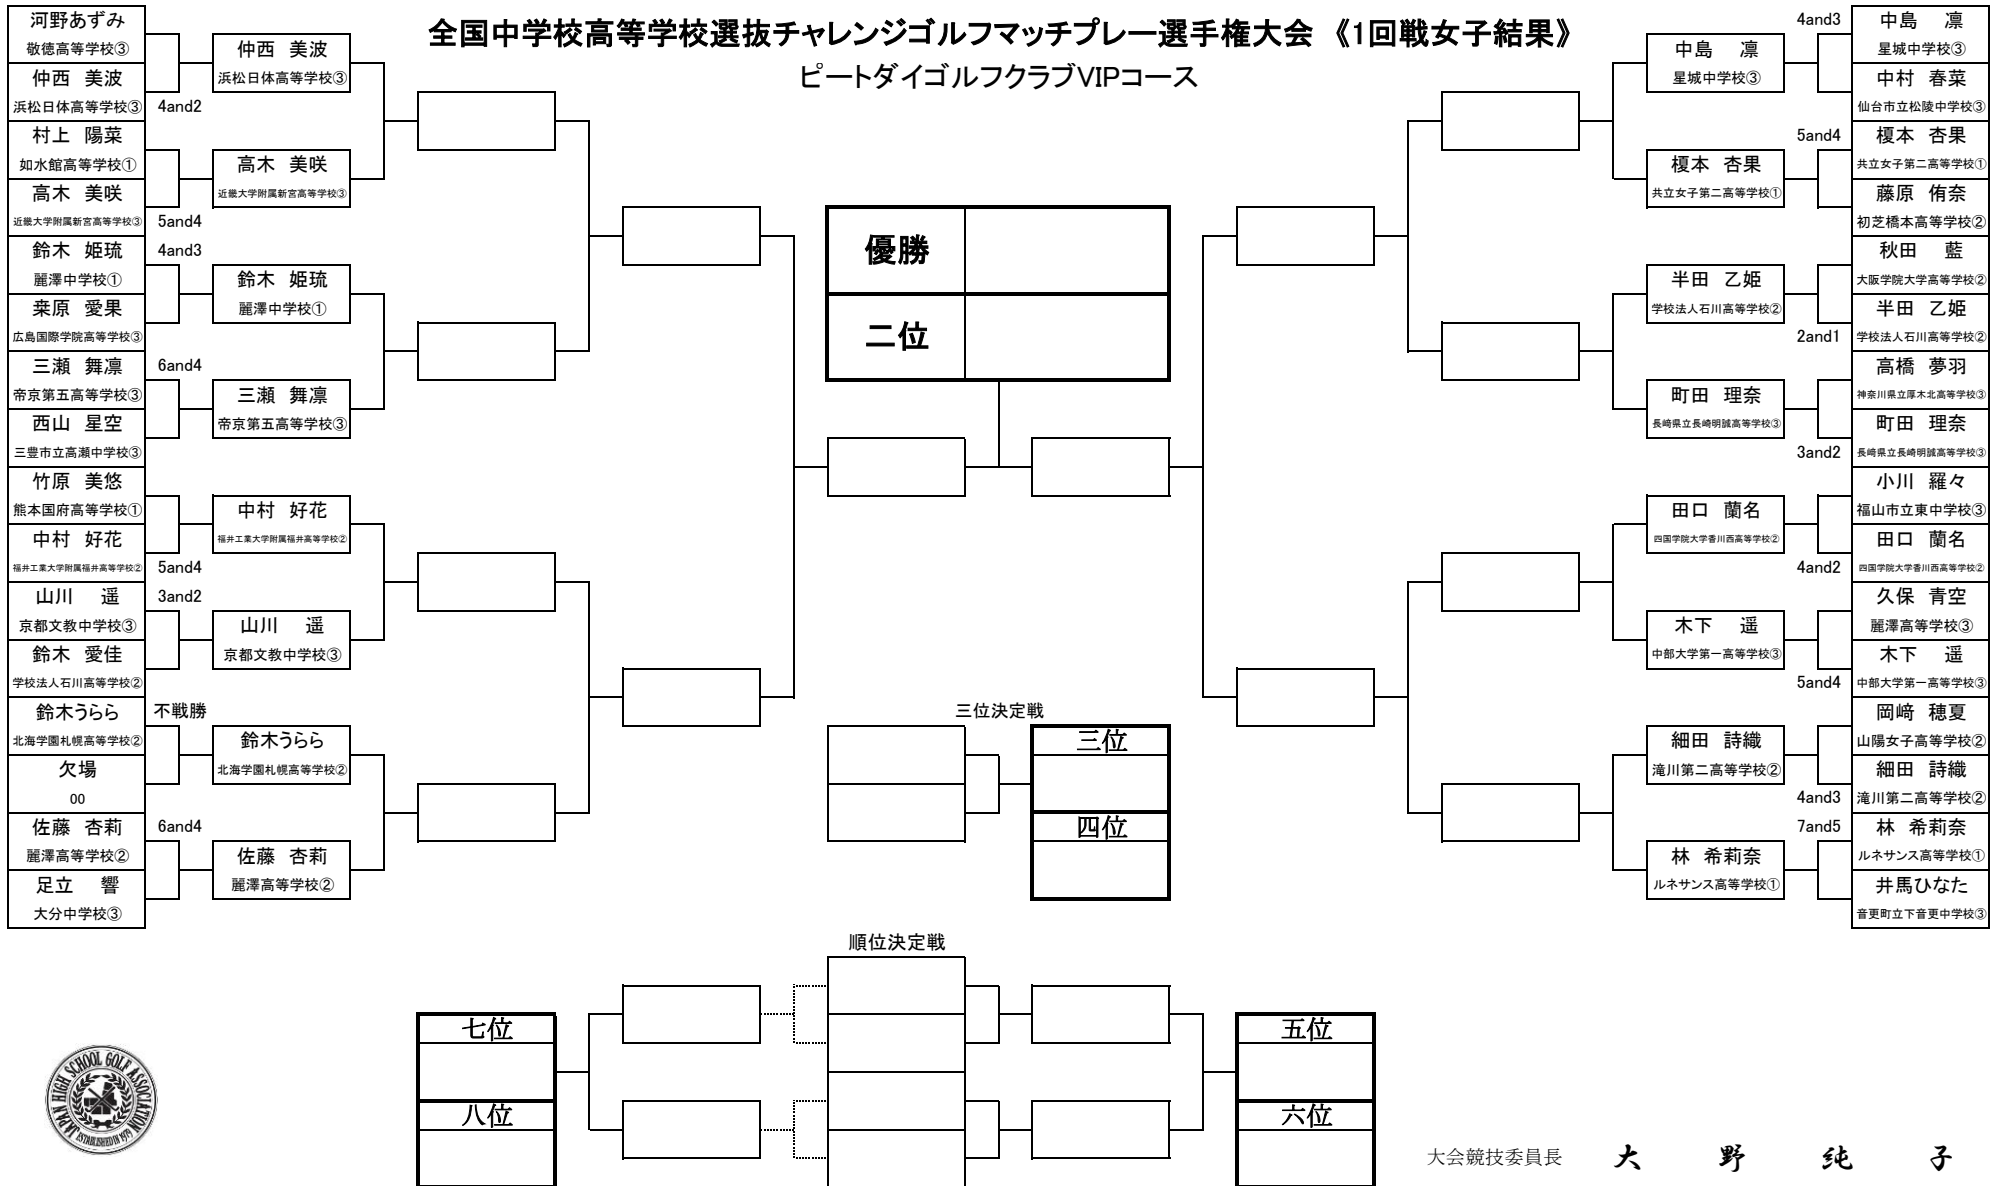 全国中学校高等学校選抜チャレンジゴルフマッチプレー選手権大会 《1回戦女子結果》
ピートダイゴルフクラブVIPコース
河野あずみ
敬徳高等学校③
仲西 美波
浜松日体高等学校③
4and2
村上 陽菜
如水館高等学校①
高木 美咲
近畿大学附属新宮高等学校③
5and4
鈴木 姫琉
麗澤中学校①
4and3
桒原 愛果
広島国際学院高等学校③
三瀬 舞凛
帝京第五高等学校③
6and4
西山 星空
三豊市立高瀬中学校③
竹原 美悠
熊本国府高等学校①
中村 好花
福井工業大学附属福井高等学校②
5and4
山川 遥
京都文教中学校③
3and2
鈴木 愛佳
学校法人石川高等学校②
鈴木うらら
北海学園札幌高等学校②
不戦勝
欠場
00
佐藤 杏莉
麗澤高等学校②
6and4
足立 響
大分中学校③
仲西 美波
浜松日体高等学校③
高木 美咲
近畿大学附属新宮高等学校③
鈴木 姫琉
麗澤中学校①
三瀬 舞凛
帝京第五高等学校③
中村 好花
福井工業大学附属福井高等学校②
山川 遥
京都文教中学校③
鈴木うらら
北海学園札幌高等学校②
佐藤 杏莉
麗澤高等学校②
優勝
二位
三位決定戦
三位
四位
順位決定戦
七位
八位
五位
六位
中島 凛
星城中学校③
榎本 杏果
共立女子第二高等学校①
半田 乙姫
学校法人石川高等学校②
町田 理奈
長崎県立長崎明誠高等学校③
田口 蘭名
四国学院大学香川西高等学校②
木下 遥
中部大学第一高等学校③
細田 詩織
滝川第二高等学校②
林 希莉奈
ルネサンス高等学校①
4and3
中島 凛
星城中学校③
中村 春菜
仙台市立松陵中学校③
5and4
榎本 杏果
共立女子第二高等学校①
藤原 侑奈
初芝橋本高等学校②
秋田 藍
大阪学院大学高等学校②
半田 乙姫
2and1
学校法人石川高等学校②
高橋 夢羽
神奈川県立厚木北高等学校③
町田 理奈
3and2
長崎県立長崎明誠高等学校③
小川 羅々
福山市立東中学校③
田口 蘭名
4and2
四国学院大学香川西高等学校②
久保 青空
麗澤高等学校③
木下 遥
5and4
中部大学第一高等学校③
岡﨑 穂夏
山陽女子高等学校②
細田 詩織
4and3
滝川第二高等学校②
7and5
林 希莉奈
ルネサンス高等学校①
井馬ひなた
音更町立下音更中学校③
JAPAN HIGH SCHOOL GOLF ASSOCIATION
ESTABLISHED IN 1979
大会競技委員長 大野純子